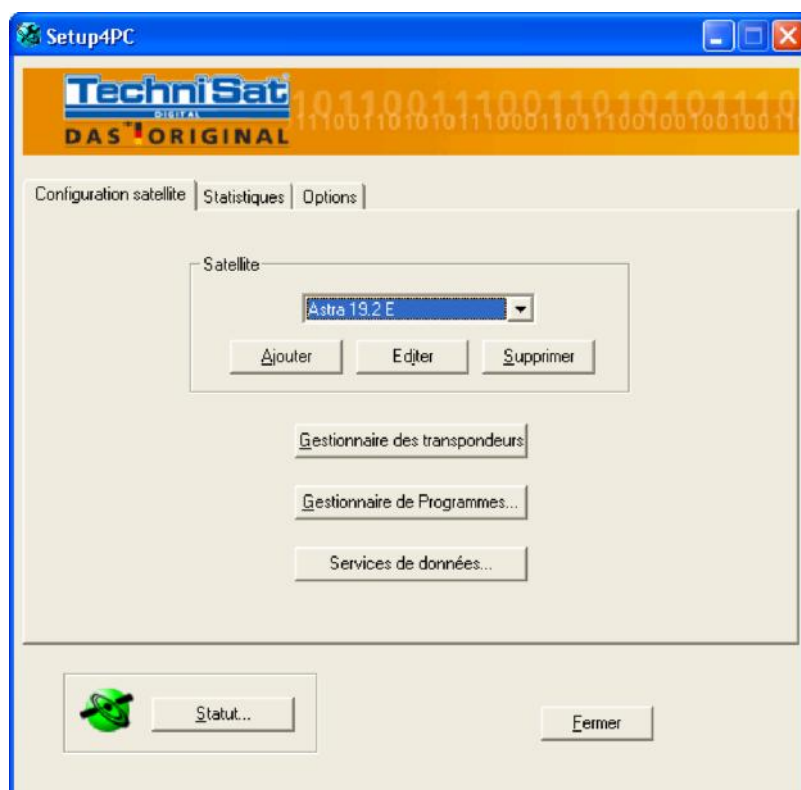 Setup4PC
TechniSat
DIGITAL
DAS ORIGINAL
Configuration satellite Statistiques Options
Satellite
Astra 19.2 E
Ajouter Editer Supprimer
Gestionnaire des transpondeurs
Gestionnaire de Programmes...
Services de données...
Statut...
Fermer